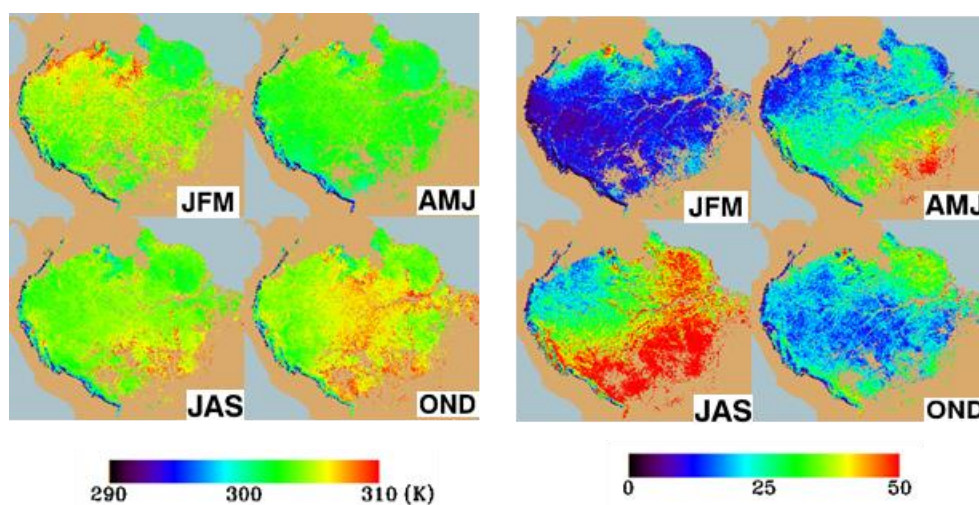 JFM
AMJ
JFM
AMJ
JAS
OND
JAS
OND
290
300
310 (K)
0
25
50